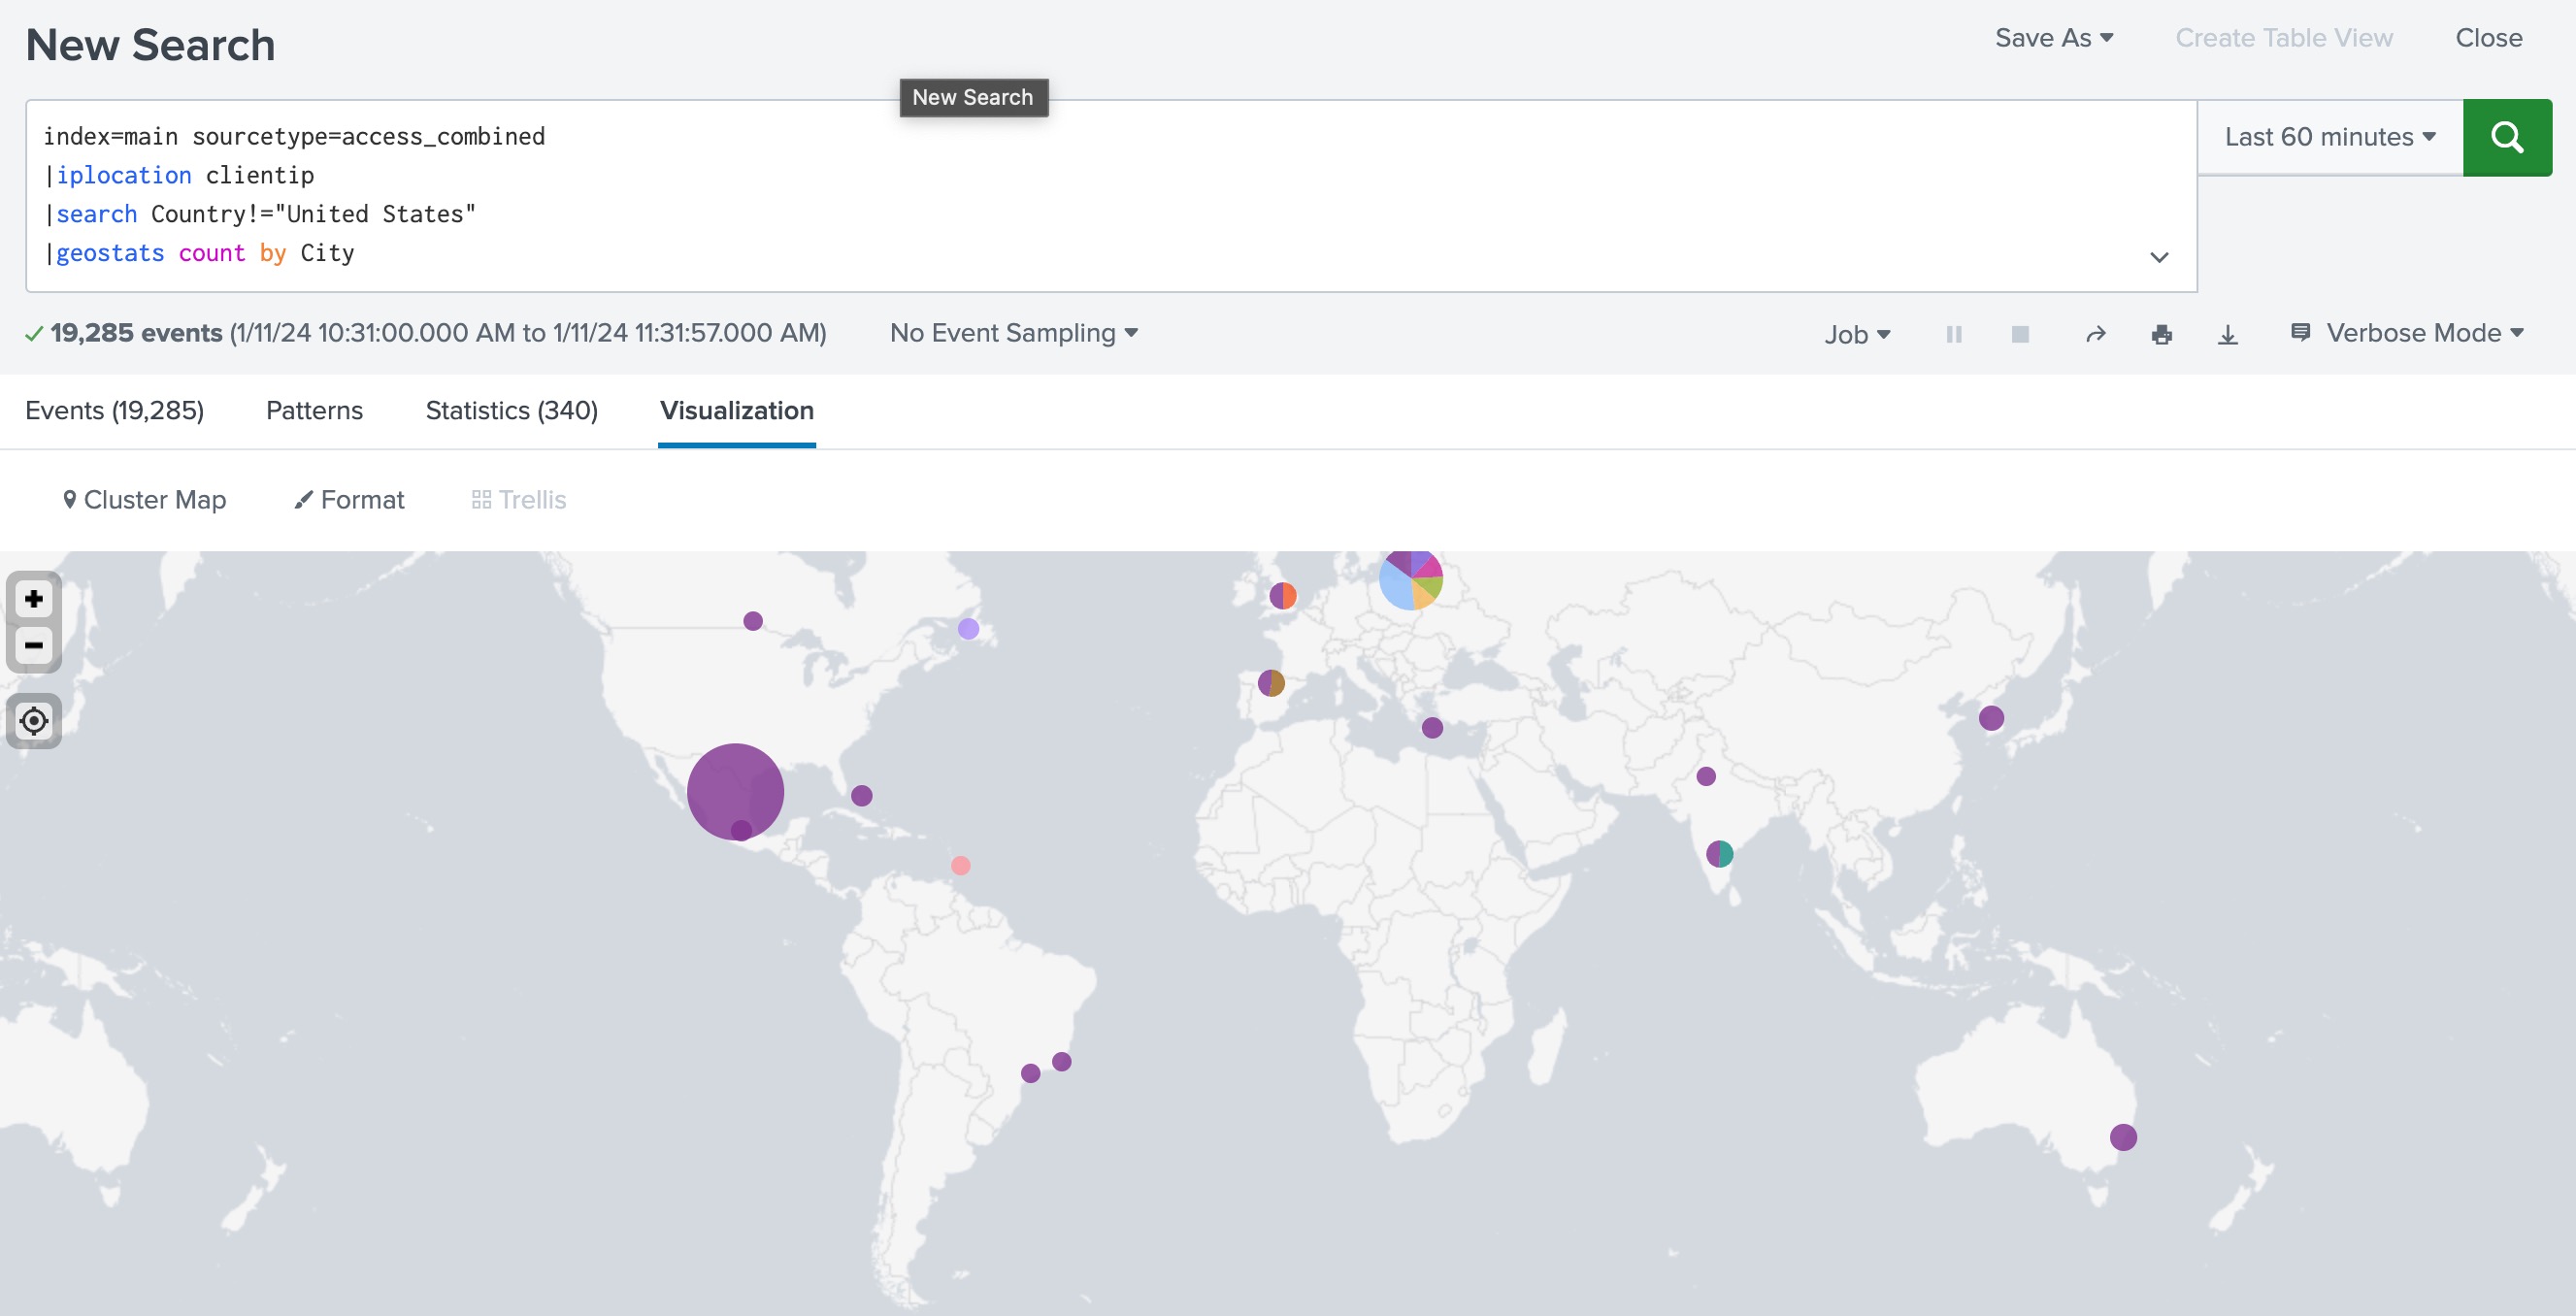 New Search
Save As
Create Table View
Close
New Search
index=main sourcetype=access_combined
|iplocation clientip
|search Country!="United States"
|geostats count by City
Last 60 minutes
19,285 events (1/11/24 10:31:00.000 AM to 1/11/24 11:31:57.000 AM)
No Event Sampling
Job
Verbose Mode
Events (19,285)
Patterns
Statistics (340)
Visualization
Cluster Map
Format
Trellis